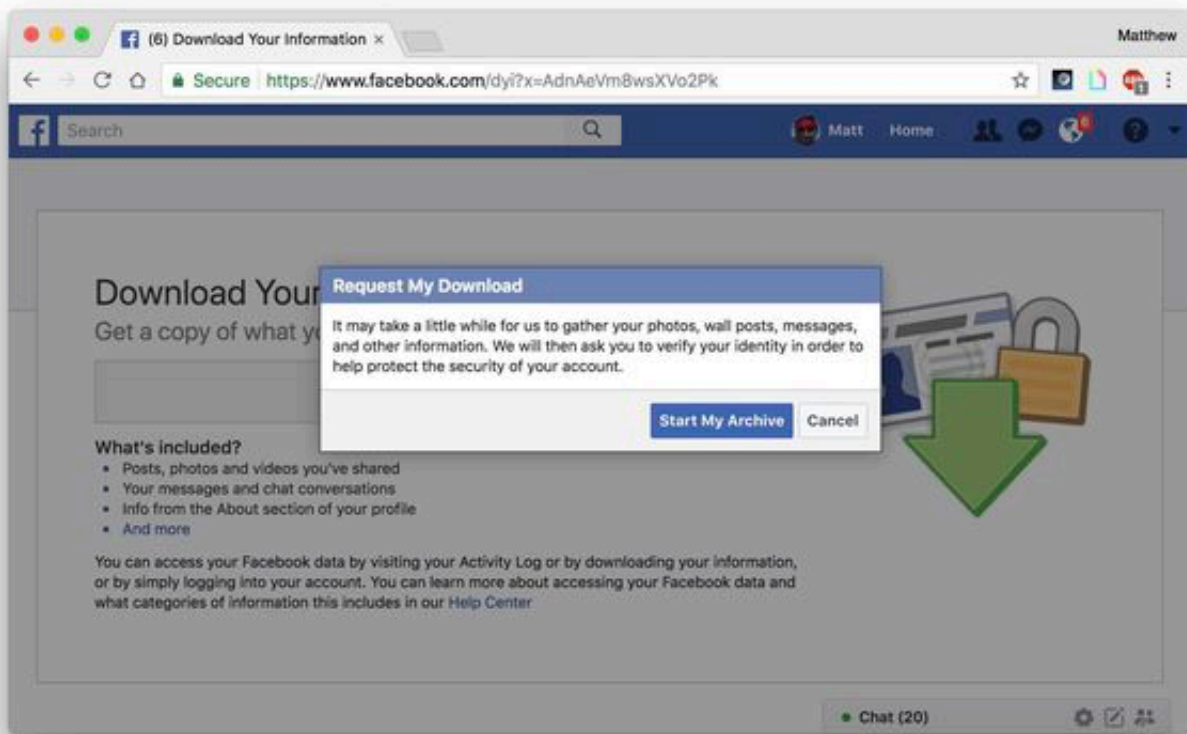 (6) Download Your Information ×
Matthew
Secure https://www.facebook.com/dyi?x=AdnAeVm8wsXVo2Pk
f Search
Matt Home
6
Download Your
Get a copy of what yo
Request My Download
It may take a little while for us to gather your photos, wall posts, messages,
and other information. We will then ask you to verify your identity in order to
help protect the security of your account.
Start My Archive Cancel
What's included?
• Posts, photos and videos you've shared
• Your messages and chat conversations
• Info from the About section of your profile
• And more
You can access your Facebook data by visiting your Activity Log or by downloading your information,
or by simply logging into your account. You can learn more about accessing your Facebook data and
what categories of information this includes in our Help Center
Chat (20)